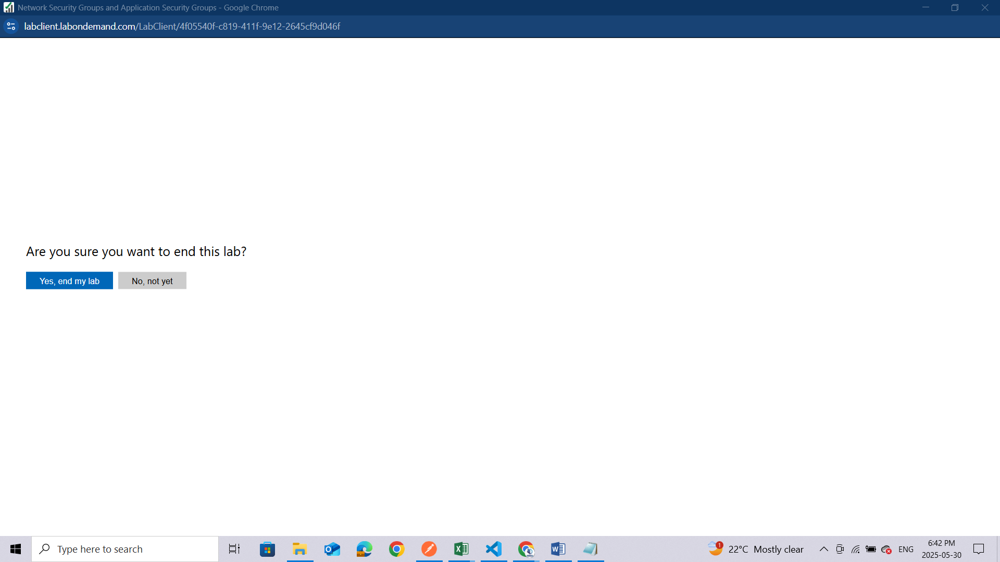 Network Security Groups and Application Security Groups - Google Chrome
labclient.labondemand.com/LabClient/4f05540f-c819-411f-9e12-2645cf9d046f
Are you sure you want to end this lab?
Yes, end my lab
No, not yet
Type here to search
1
22°C Mostly clear
ENG
6:42 PM
2025-05-30